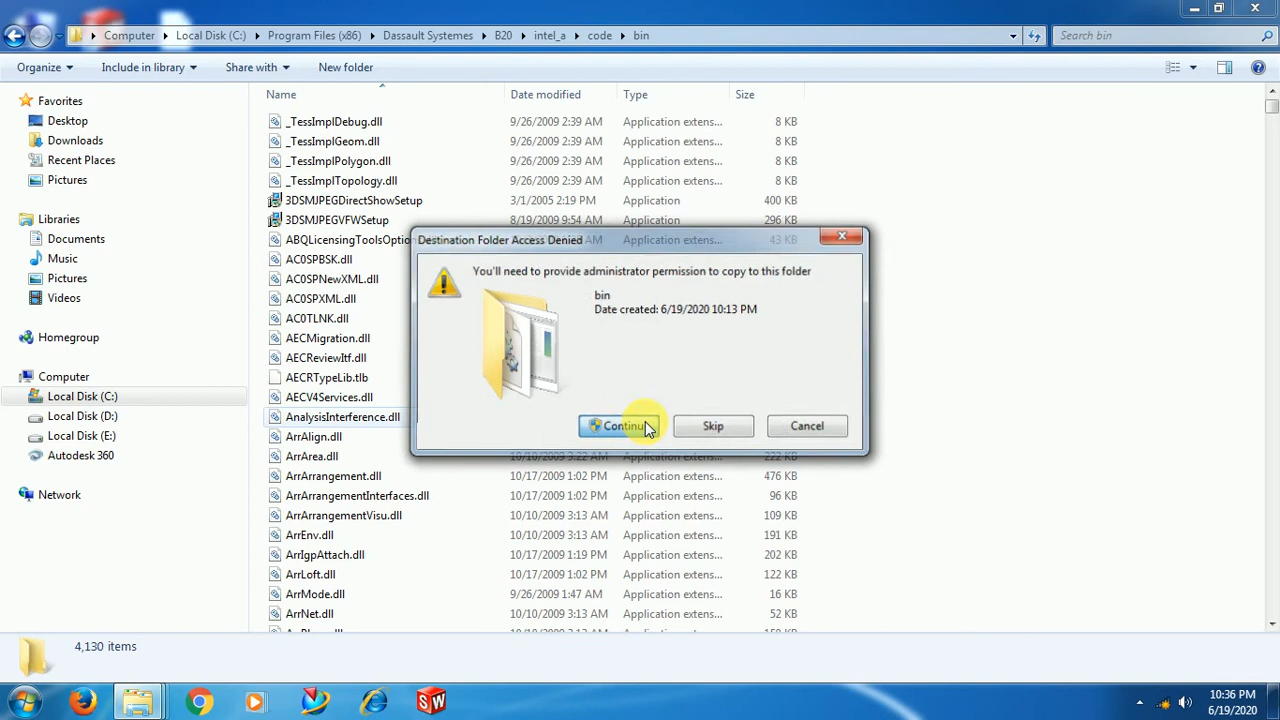 Computer
Local Disk (C:)
Program Files (x86)
Dassault Systemes
B20
intel_a
code
bin
Search bin
Organize
Include in library
Share with
New folder
Name
Date modified
Type
Size
Favorites
Desktop
Downloads
Recent Places
Pictures
Libraries
Documents
Music
Pictures
Videos
Homegroup
Computer
Local Disk (C:)
Local Disk (D:)
Local Disk (E:)
Autodesk 360
Network
_TessImplDebug.dll 9/26/2009 2:39 AM Application extens... 8 KB
_TessImplGeom.dll 9/26/2009 2:39 AM Application extens... 8 KB
_TessImplPolygon.dll 9/26/2009 2:39 AM Application extens... 8 KB
_TessImplTopology.dll 9/26/2009 2:39 AM Application extens... 8 KB
3DSMJPEGDirectShowSetup 3/1/2005 2:19 PM Application 400 KB
3DSMJPEGVFWSetup 8/19/2009 9:54 AM Application 296 KB
ABQLicensingToolsOptio 43 KB
AC0SPBSK.dll
AC0SPNewXML.dll
AC0SPXML.dll
AC0TLNK.dll
AECMigration.dll
AECReviewItf.dll
AECRTypeLib.tlb
AECV4Services.dll
AnalysisInterference.dll
ArrAlign.dll
ArrArea.dll 10/10/2009 3:22 AM Application extens... 222 KB
ArrArrangement.dll 10/17/2009 1:02 PM Application extens... 476 KB
ArrArrangementInterfaces.dll 10/17/2009 1:02 PM Application extens... 96 KB
ArrArrangementVisu.dll 10/10/2009 3:13 AM Application extens... 109 KB
ArrEnv.dll 10/10/2009 3:13 AM Application extens... 191 KB
ArrIgpAttach.dll 10/17/2009 1:19 PM Application extens... 202 KB
ArrLoft.dll 10/17/2009 1:02 PM Application extens... 122 KB
ArrMode.dll 9/26/2009 1:47 AM Application extens... 16 KB
ArrNet.dll 10/10/2009 3:13 AM Application extens... 52 KB
Destination Folder Access Denied
You'll need to provide administrator permission to copy to this folder
bin
Date created: 6/19/2020 10:13 PM
Continu
Skip
Cancel
4,130 items
SW
10:36 PM
6/19/2020